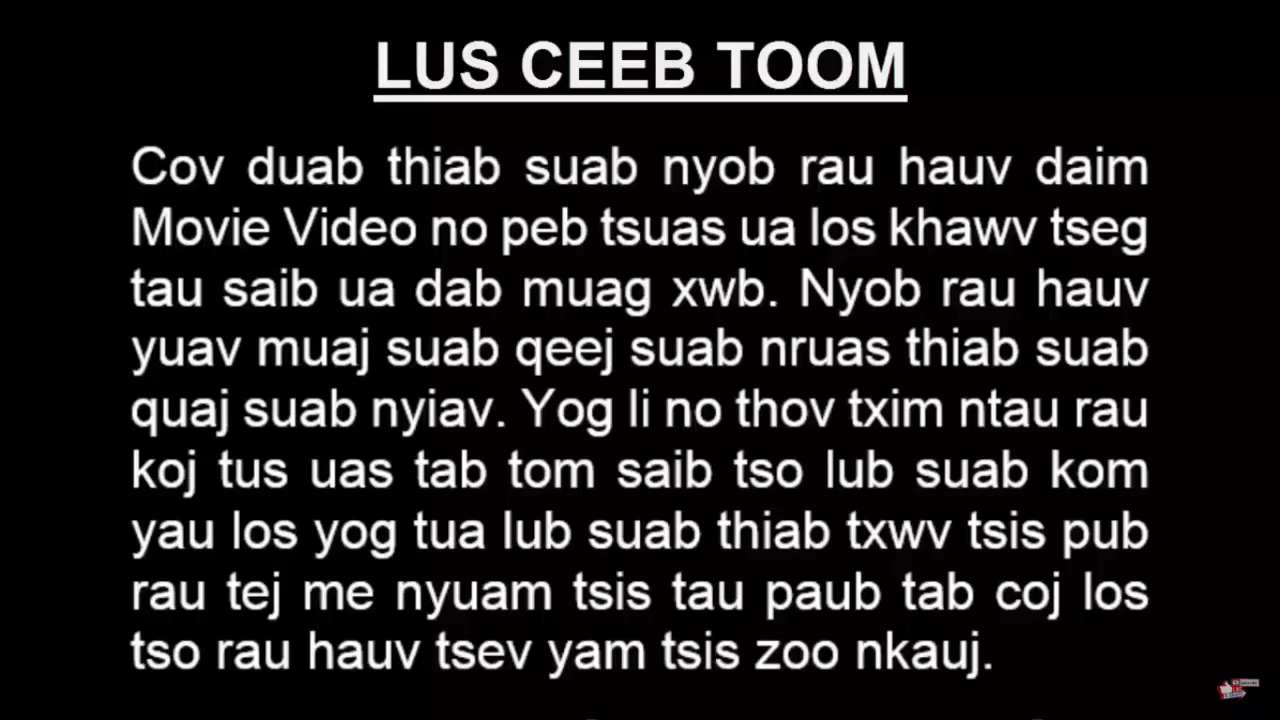 LUS CEEB TOOM
Cov duab thiab suab nyob rau hauv daim
Movie Video no peb tsuas ua los khawv tseg
tau saib ua dab muag xwb. Nyob rau hauv
yuav muaj suab qeej suab nruas thiab suab
quaj suab nyiav. Yog li no thov txim ntau rau
koj tus uas tab tom saib tso lub suab kom
yau los yog tua lub suab thiab txwv tsis pub
rau tej me nyuam tsis tau paub tab coj los
tso rau hauv tsev yam tsis zoo nkauj.